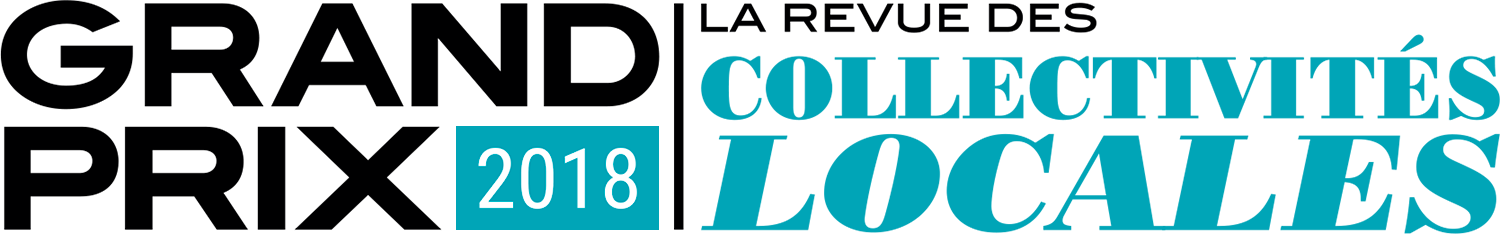 GRAND
PRIX 2018
LA REVUE DES
COLLECTIVITÉS
LOCALES